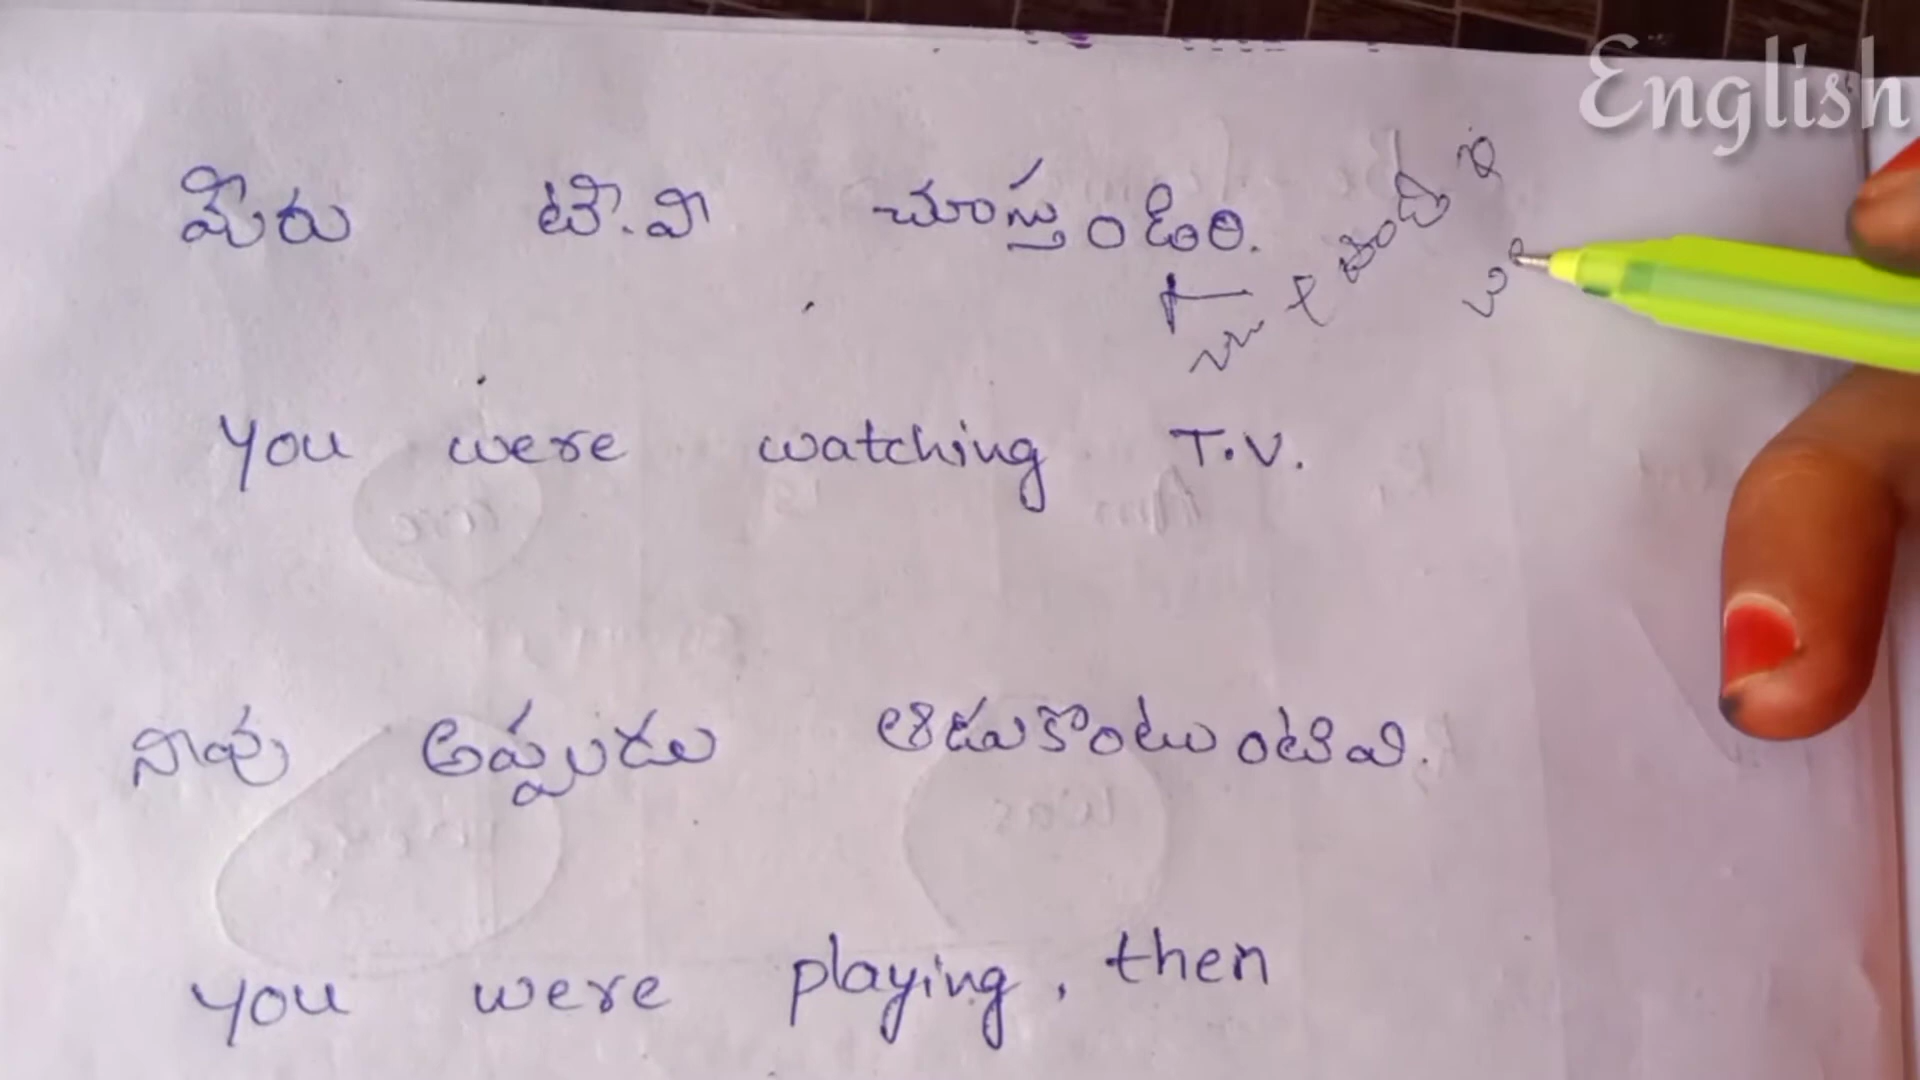 English
మీరు టీ.వి చూస్తుండిరి.
you were watching T.V.
నీవు అప్పుడు ఆడుకొంటుంటివి.
you were playing, then